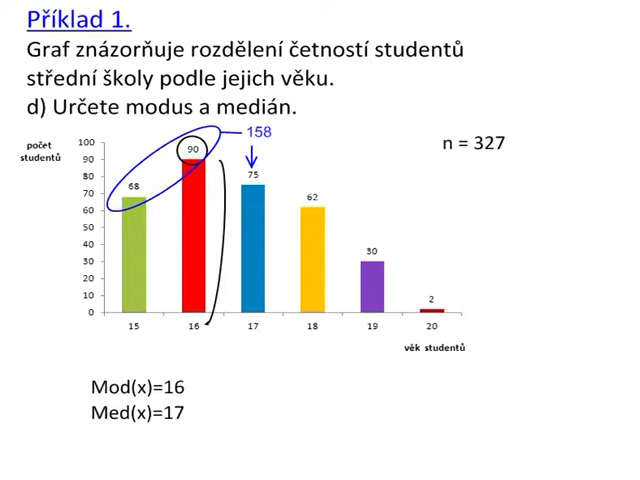 Příklad 1.
Graf znázorňuje rozdělení četností studentů
střední školy podle jejich věku.
d) Určete modus a medián.
158
n = 327
počet
studentů
100
90
80
70
60
50
40
30
20
10
0
68
90
75
62
30
2
15 16 17 18 19 20
věk studentů
Mod(x)=16
Med(x)=17